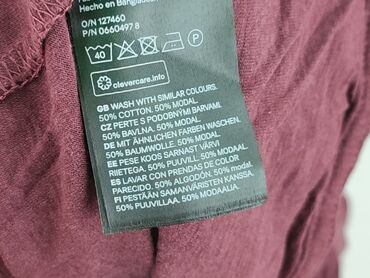 Hecho en Bangladesh
O/N 127460
P/N 0660497 8
40
clevercare.info
GB WASH WITH SIMILAR COLOURS.
50% COTTON. 50% MODAL.
CZ PERTE S PODOBNÝMI BARVAMI.
50% BAVLNA. 50% MODAL.
DE MIT ÄHNLICHEN FARBEN WASCHEN.
50% BAUMWOLLE. 50% MODAL.
EE PESE KOOS SARNAST VÄRVI
RIIETEGA. 50% PUUVILL. 50% MODAL.
ES LAVAR CON PRENDAS DE COLOR
PARECIDO. 50% ALGODÓN. 50% MODAL.
FI PESTÄÄN SAMANVÄRISTEN KANSSA.
50% PUUVILLAA. 50% MODAALIA.